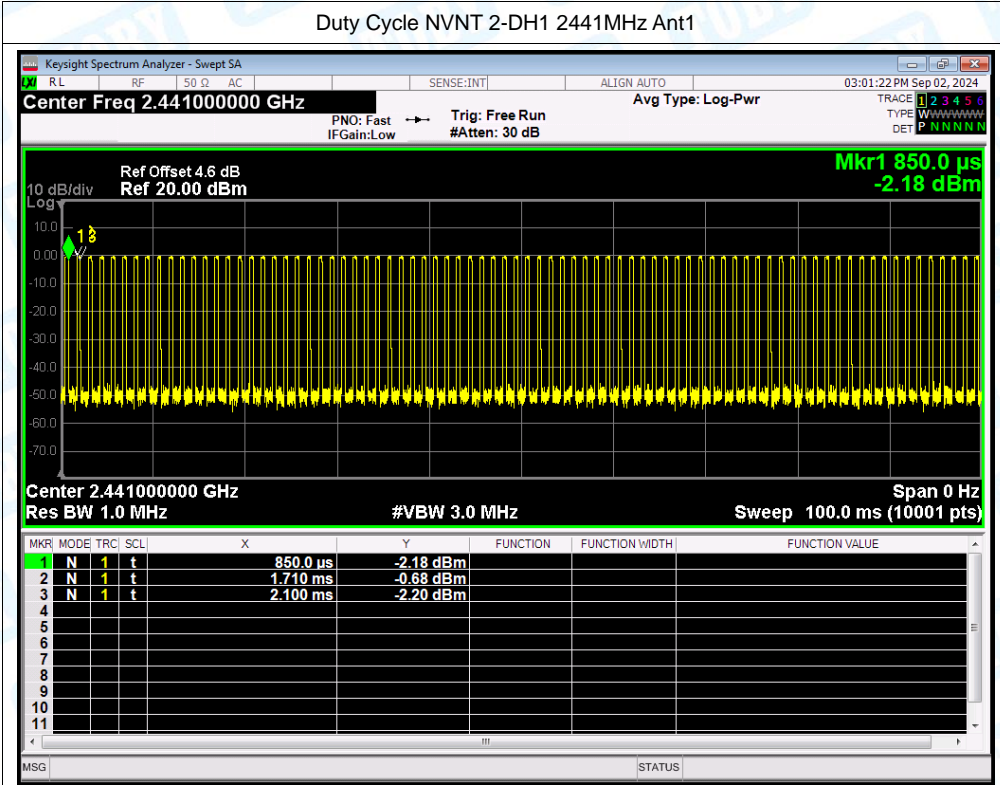 Duty Cycle NVNT 2-DH1 2441MHz Ant1
Keysight Spectrum Analyzer - Swept SA
LXI RL RF 50 Ω AC SENSE:INT ALIGN AUTO 03:01:22 PM Sep 02, 2024
Center Freq 2.441000000 GHz
PNO: Fast
IFGain:Low
Trig: Free Run
#Atten: 30 dB
Avg Type: Log-Pwr
TRACE 1 2 3 4 5 6
TYPE WWWWWW
DET P N N N N N
Mkr1 850.0 µs
-2.18 dBm
Ref Offset 4.6 dB
Ref 20.00 dBm
10 dB/div
Log
10.0
0.00
-10.0
-20.0
-30.0
-40.0
-50.0
-60.0
-70.0
1
3
Center 2.441000000 GHz Span 0 Hz
Res BW 1.0 MHz #VBW 3.0 MHz Sweep 100.0 ms (10001 pts)
MKR MODE TRC SCL X Y FUNCTION FUNCTION WIDTH FUNCTION VALUE
1 N 1 t 850.0 µs -2.18 dBm
2 N 1 t 1.710 ms -0.68 dBm
3 N 1 t 2.100 ms -2.20 dBm
4
5
6
7
8
9
10
11
MSG STATUS